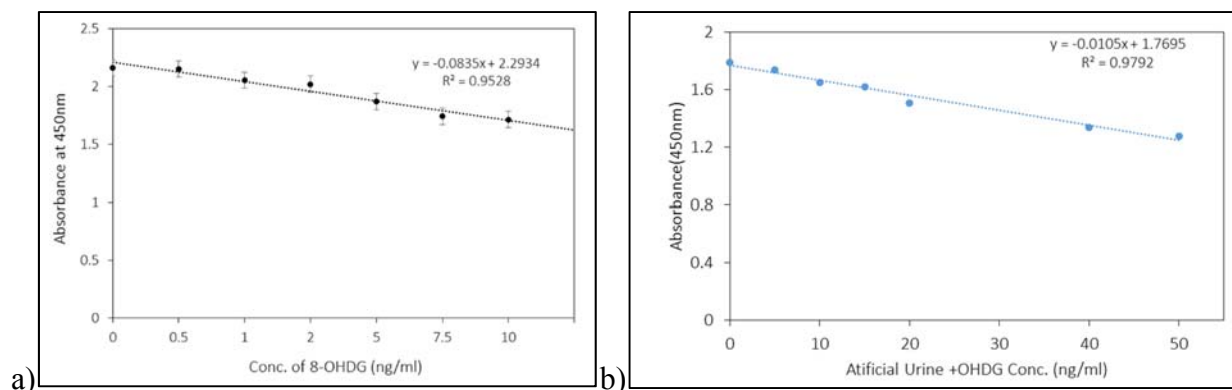 2.5
2
1.5
1
0.5
0
Absorbance at 450nm
y = -0.0835x + 2.2934
R² = 0.9528
0 0.5 1 2 5 7.5 10
Conc. of 8-OHDG (ng/ml)
a)
2
1.6
1.2
0.8
0.4
0
Absorbance(450nm)
y = -0.0105x + 1.7695
R² = 0.9792
0 10 20 30 40 50
Atificial Urine +OHDG Conc. (ng/ml)
b)